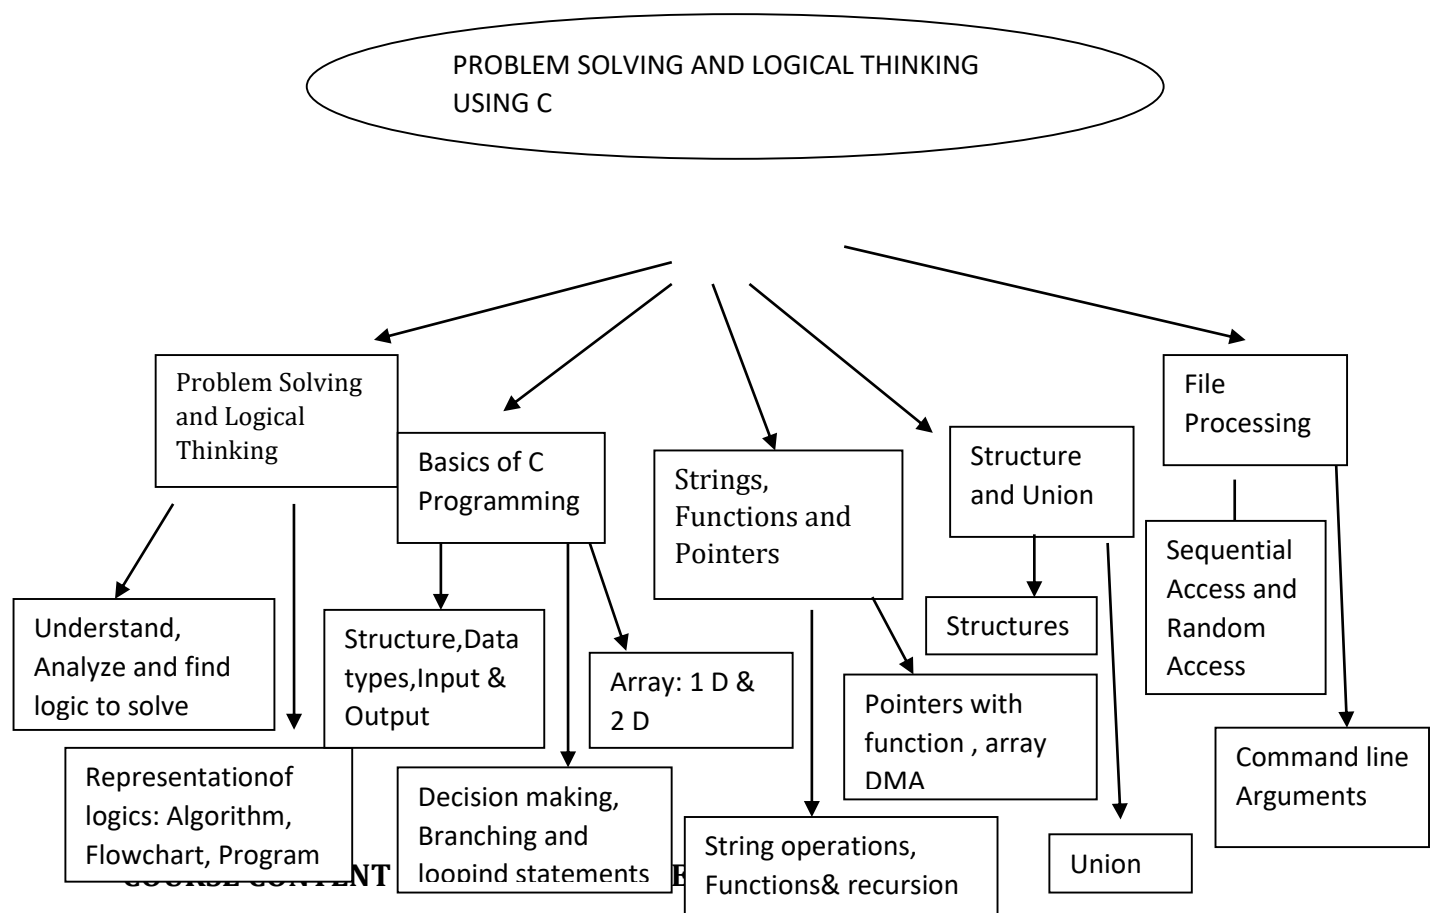 PROBLEM SOLVING AND LOGICAL THINKING
USING C
Problem Solving
and Logical
Thinking
Basics of C
Programming
Strings,
Functions and
Pointers
Structure
and Union
File
Processing
Understand,
Analyze and find
logic to solve
Representationof
logics: Algorithm,
Flowchart, Program
Structure,Data
types,Input &
Output
Decision making,
Branching and
loopind statements
Array: 1 D &
2 D
String operations,
Functions& recursion
Pointers with
function , array
DMA
Structures
Union
Sequential
Access and
Random
Access
Command line
Arguments
COURSE CONTENT